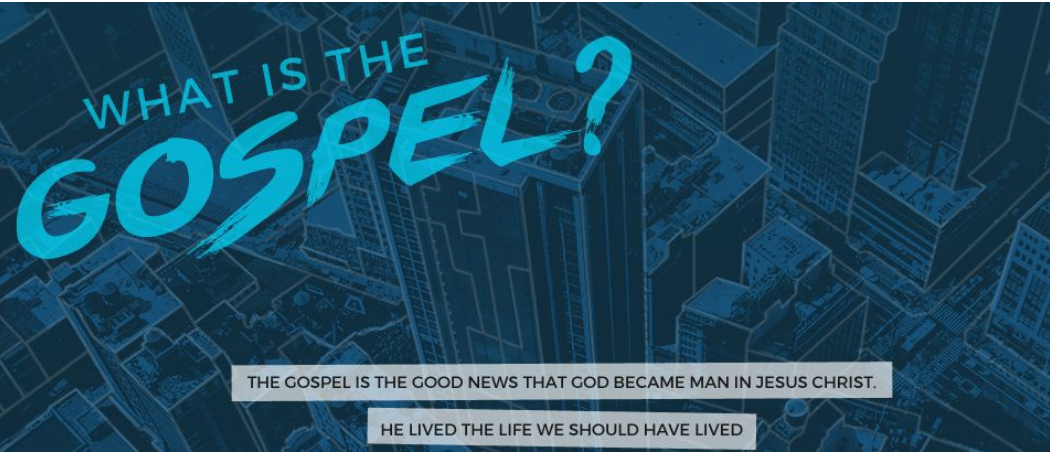 WHAT IS THE
GOSPEL?
THE GOSPEL IS THE GOOD NEWS THAT GOD BECAME MAN IN JESUS CHRIST.
HE LIVED THE LIFE WE SHOULD HAVE LIVED